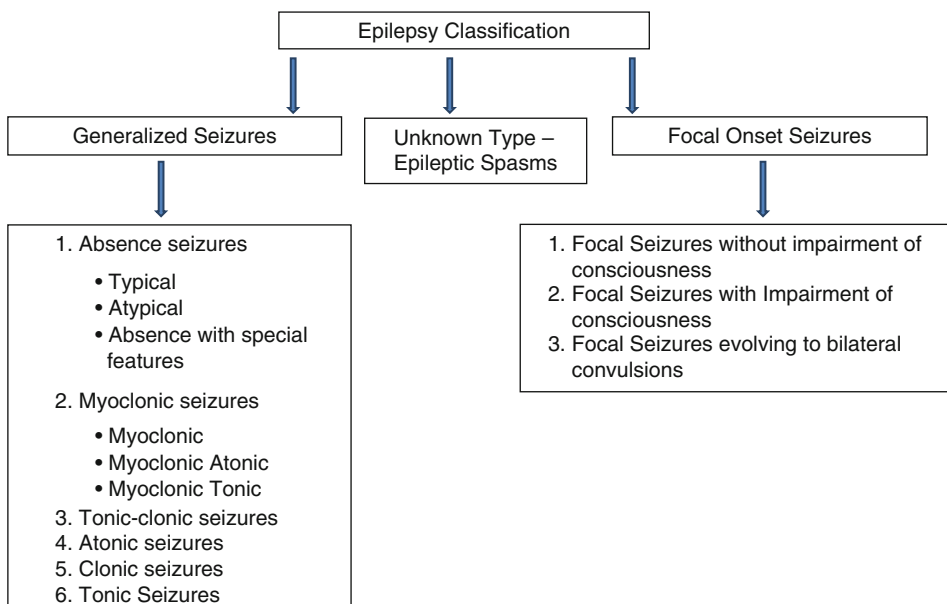 Epilepsy Classification
Generalized Seizures
Unknown Type –
Epileptic Spasms
Focal Onset Seizures
1. Absence seizures
• Typical
• Atypical
• Absence with special
features
2. Myoclonic seizures
• Myoclonic
• Myoclonic Atonic
• Myoclonic Tonic
3. Tonic-clonic seizures
4. Atonic seizures
5. Clonic seizures
6. Tonic Seizures
1. Focal Seizures without impairment of
consciousness
2. Focal Seizures with Impairment of
consciousness
3. Focal Seizures evolving to bilateral
convulsions